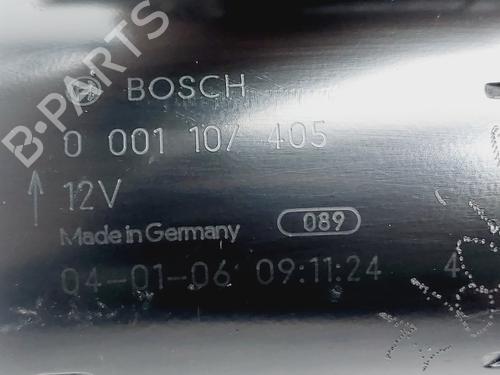 B-PARTS
BOSCH
0 001 107 405
12V
Made in Germany
089
04-01-06 09:11:24 4